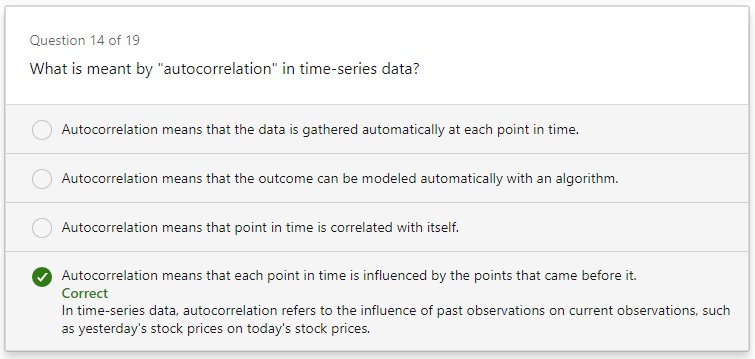 Question 14 of 19
What is meant by "autocorrelation" in time-series data?
Autocorrelation means that the data is gathered automatically at each point in time.
Autocorrelation means that the outcome can be modeled automatically with an algorithm.
Autocorrelation means that point in time is correlated with itself.
Autocorrelation means that each point in time is influenced by the points that came before it.
Correct
In time-series data, autocorrelation refers to the influence of past observations on current observations, such
as yesterday's stock prices on today's stock prices.